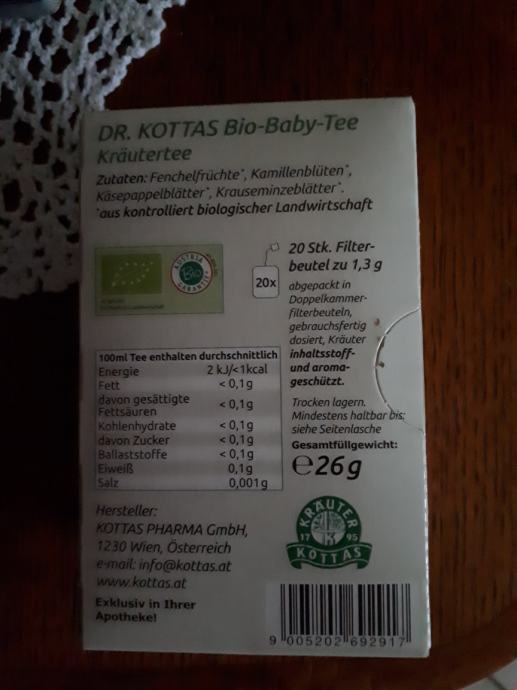 DR. KOTTAS Bio-Baby-Tee
Kräutertee
Zutaten: Fenchelfrüchte*, Kamillenblüten*,
Käsepappelblätter*, Krauseminzeblätter*.
*aus kontrolliert biologischer Landwirtschaft
AUSTRIA
BIO
GARANTIE
20x
20 Stk. Filter-
beutel zu 1,3 g
abgepackt in
Doppelkammer-
filterbeuteln,
gebrauchsfertig
dosiert, Kräuter
inhaltsstoff-
und aroma-
geschützt.
Trocken lagern.
Mindestens haltbar bis:
siehe Seitenlasche
Gesamtfüllgewicht:
℮26g
100ml Tee enthalten durchschnittlich
Energie 2 kJ/<1kcal
Fett < 0,1g
davon gesättigte
Fettsäuren < 0,1g
Kohlenhydrate < 0,1g
davon Zucker < 0,1g
Ballaststoffe < 0,1g
Eiweiß 0,1g
Salz 0,001g
Hersteller:
KOTTAS PHARMA GmbH,
1230 Wien, Österreich
e-mail: info@kottas.at
www.kottas.at
Exklusiv in Ihrer
Apotheke!
KRÄUTER
17 95
KOTTAS
9 005202 692917